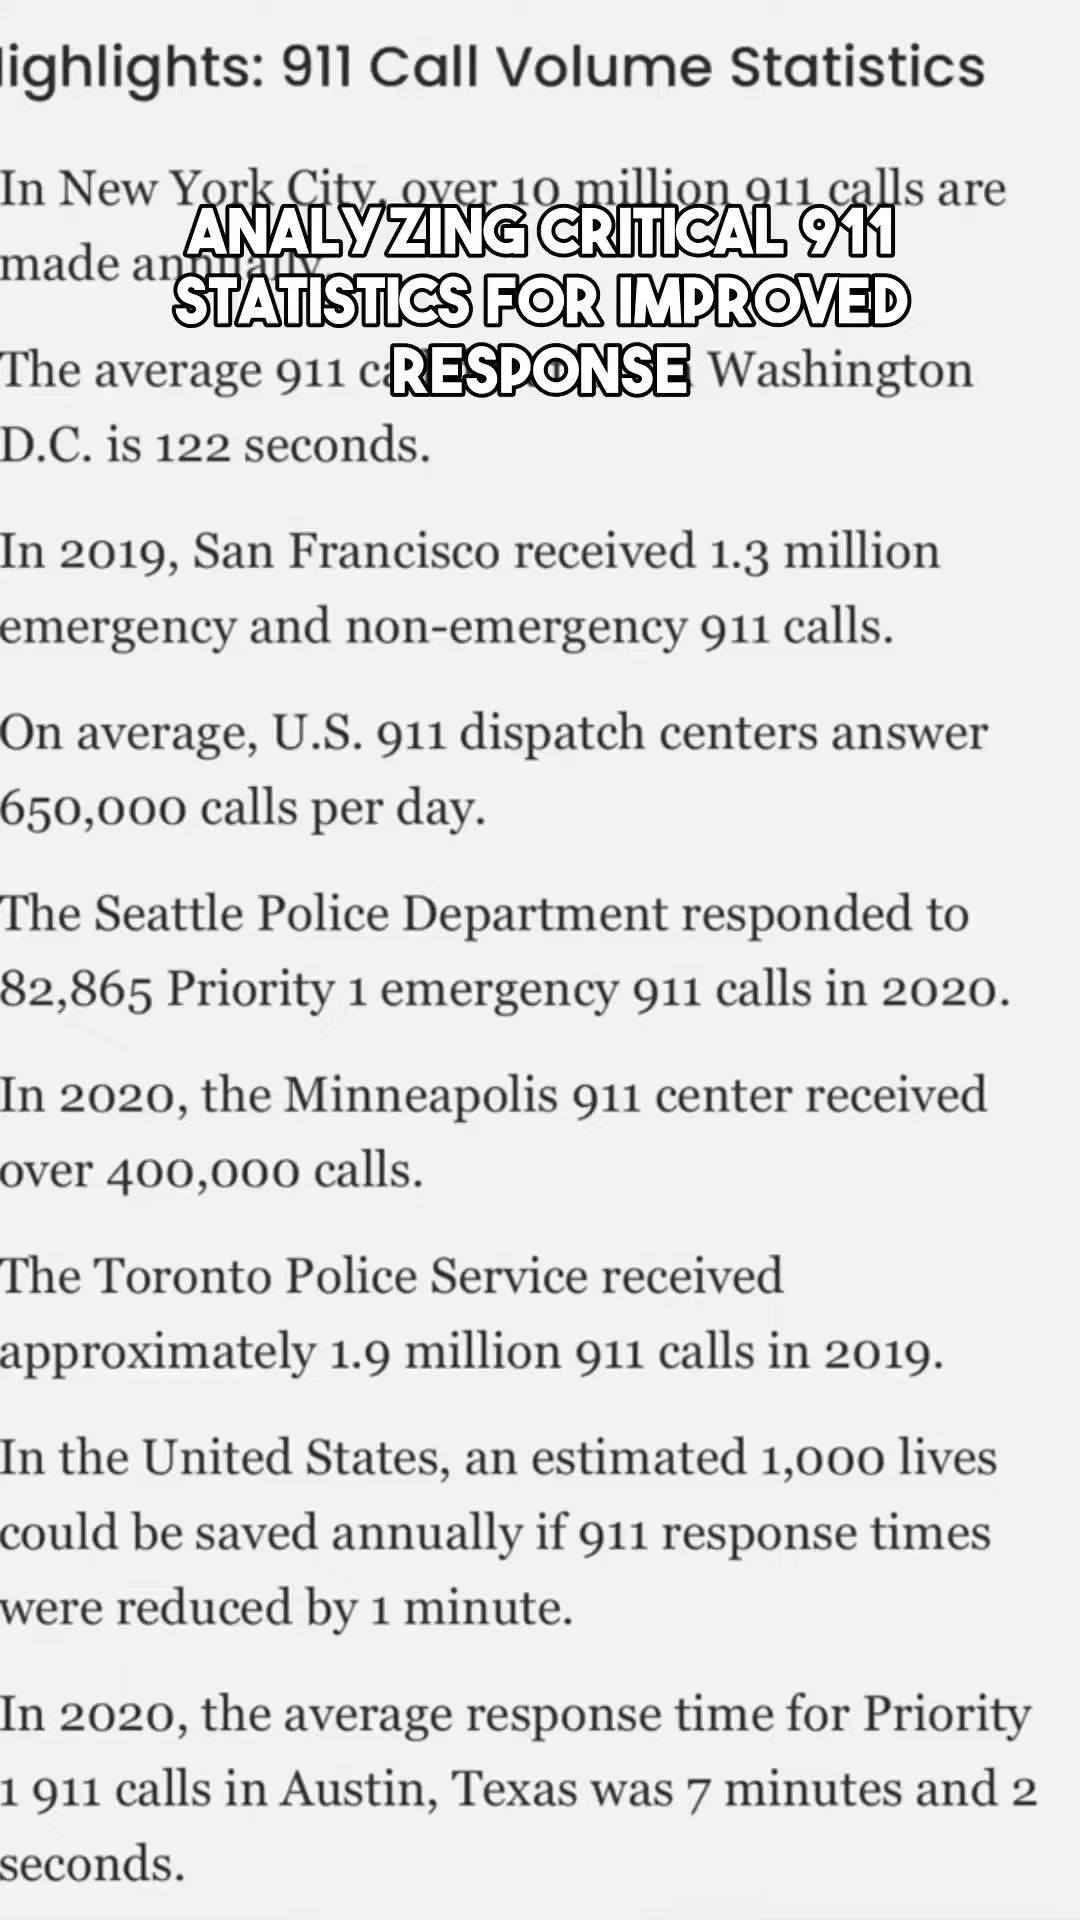 ighlights: 911 Call Volume Statistics
In New York City, over 10 million 911 calls are
made annually.
ANALYZING CRITICAL 911
STATISTICS FOR IMPROVED
RESPONSE
The average 911 Washington
D.C. is 122 seconds.
In 2019, San Francisco received 1.3 million
emergency and non-emergency 911 calls.
On average, U.S. 911 dispatch centers answer
650,000 calls per day.
The Seattle Police Department responded to
82,865 Priority 1 emergency 911 calls in 2020.
In 2020, the Minneapolis 911 center received
over 400,000 calls.
The Toronto Police Service received
approximately 1.9 million 911 calls in 2019.
In the United States, an estimated 1,000 lives
could be saved annually if 911 response times
were reduced by 1 minute.
In 2020, the average response time for Priority
1 911 calls in Austin, Texas was 7 minutes and 2
seconds.